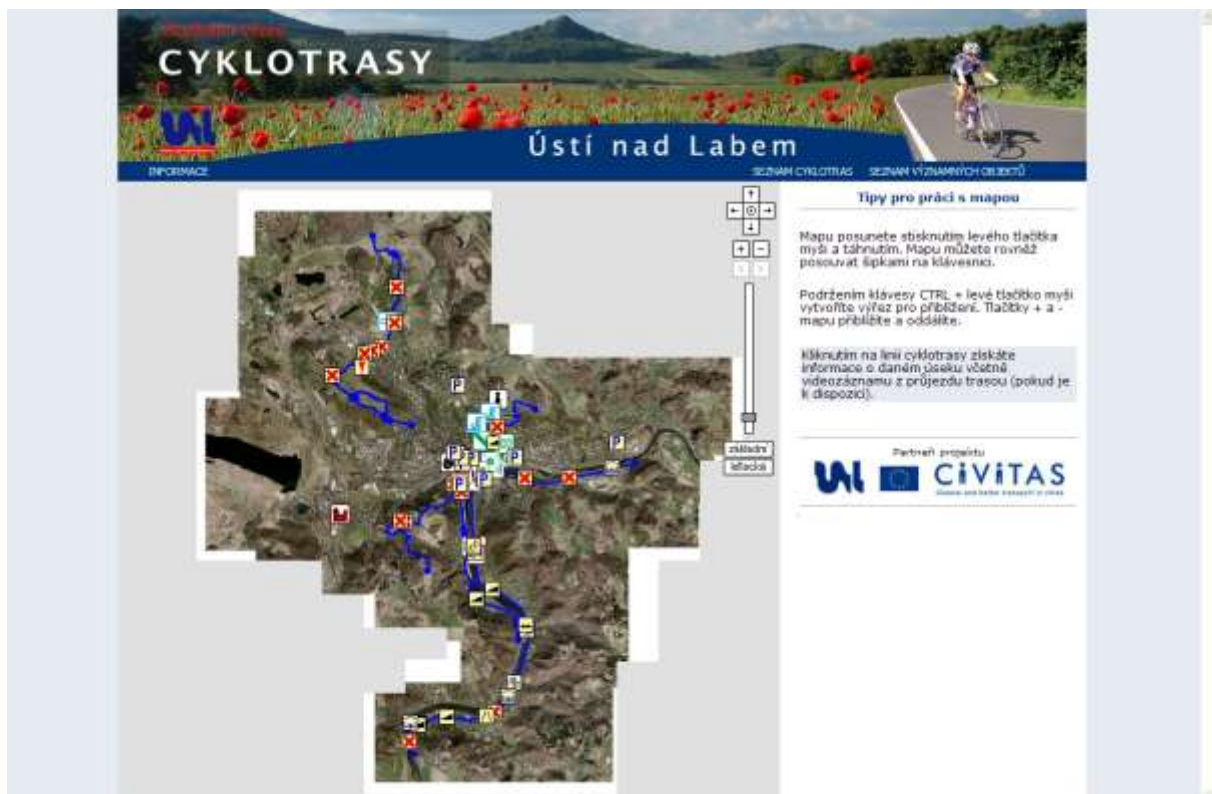 CYKLOTRASY
Ústí nad Labem
INFORMACE
SEZNAM CYKLOTRAS SEZNAM VÝZNAMNÝCH OBJEKTŮ
Tipy pro práci s mapou
Mapu posunete stisknutím levého tlačítka
myši a táhnutím. Mapu můžete rovněž
posouvat šipkami na klávesnici.
Podržením klávesy CTRL + levé tlačítko myši
vytvoříte výřez pro přiblížení. Tlačítky + a -
mapu přiblížíte a oddálíte.
Kliknutím na linii cyklotrasy získáte
informace o daném úseku včetně
videozáznamu z průjezdu trasou (pokud je
k dispozici).
základní
letecká
Partneři projektu
CiViTAS